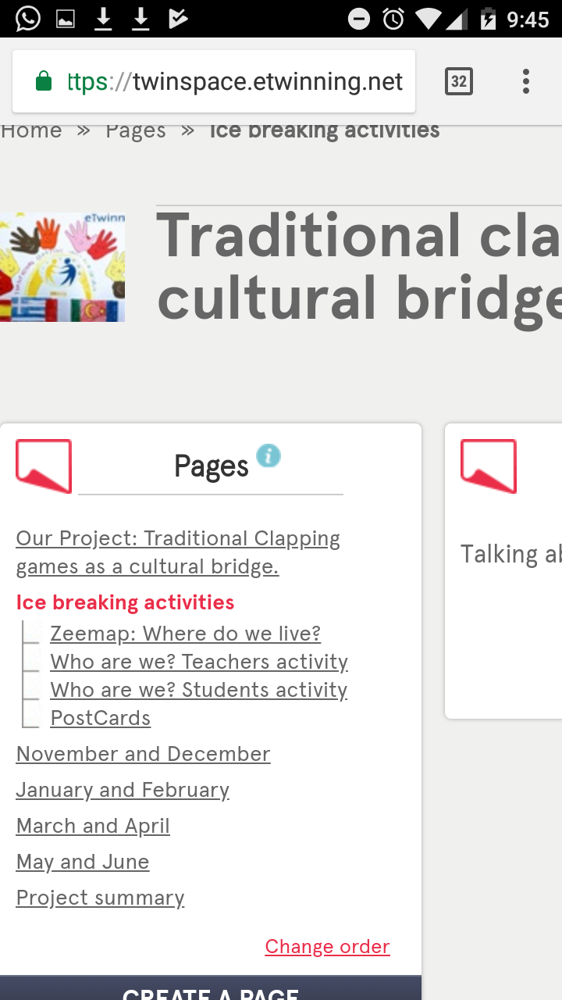 9:45
ttps://twinspace.etwinning.net
32
Home » Pages » Ice breaking activities
eTwinn
Traditional cla
cultural bridge
Pages
i
Our Project: Traditional Clapping
games as a cultural bridge.
Talking ab
Ice breaking activities
Zeemap: Where do we live?
Who are we? Teachers activity
Who are we? Students activity
PostCards
November and December
January and February
March and April
May and June
Project summary
Change order
CREATE A PAGE